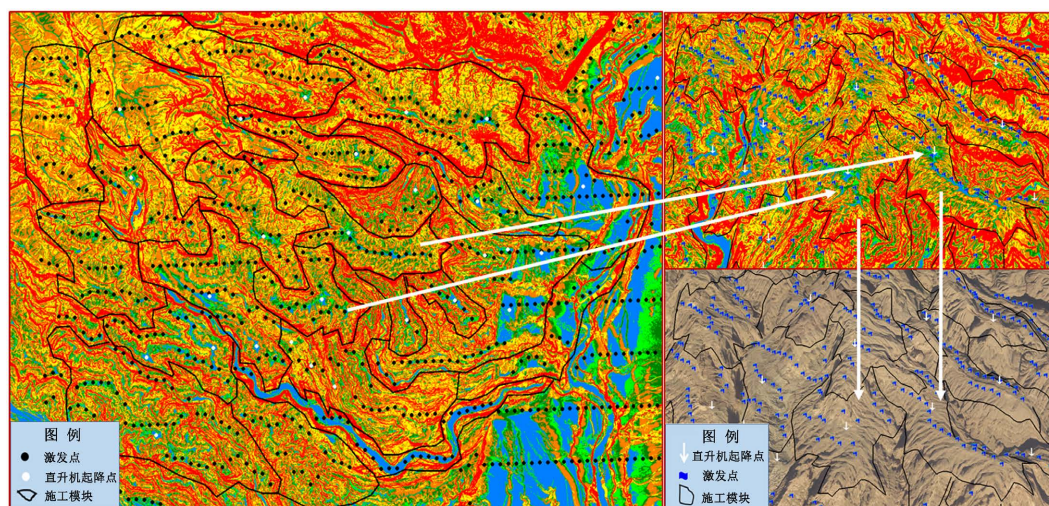 图 例
激发点
直升机起降点
施工模块
图 例
直升机起降点
激发点
施工模块